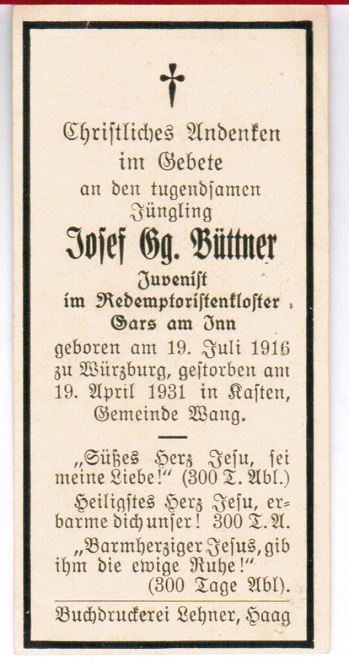 Christliches Andenken
im Gebete
an den tugendsamen
Jüngling
Josef Gg. Büttner
Juvenist
im Redemptoristenkloster
Gars am Inn
geboren am 19. Juli 1916
zu Würzburg, gestorben am
19. April 1931 in Kasten,
Gemeinde Wang.
„Süßes Herz Jesu, sei
meine Liebe!“ (300 T. Abl.)
Heiligstes Herz Jesu, er-
barme dich unser! 300 T. A.
„Barmherziger Jesus, gib
ihm die ewige Ruhe!“
(300 Tage Abl).
Buchdruckerei Lehner, Haag